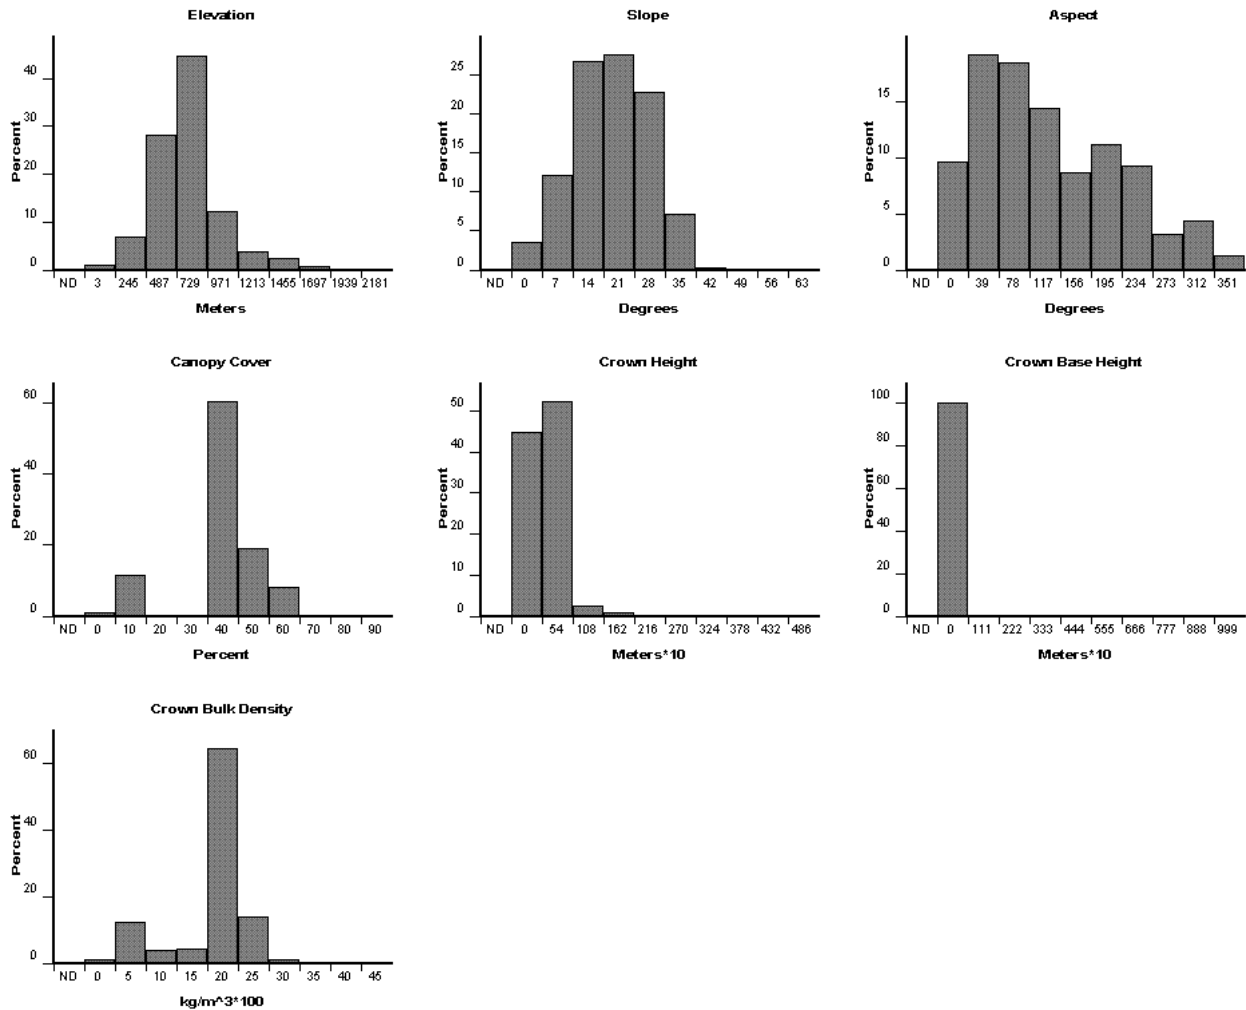 Elevation
Percent
40
30
20
10
0
ND 3 245 487 729 971 1213 1455 1697 1939 2181
Meters
Slope
Percent
25
20
15
10
5
0
ND 0 7 14 21 28 35 42 49 56 63
Degrees
Aspect
Percent
15
10
5
0
ND 0 39 78 117 156 195 234 273 312 351
Degrees
Canopy Cover
Percent
60
40
20
0
ND 0 10 20 30 40 50 60 70 80 90
Percent
Crown Height
Percent
50
40
30
20
10
0
ND 0 54 108 162 216 270 324 378 432 486
Meters*10
Crown Base Height
Percent
100
80
60
40
20
0
ND 0 111 222 333 444 555 666 777 888 999
Meters*10
Crown Bulk Density
Percent
60
40
20
0
ND 0 5 10 15 20 25 30 35 40 45
kg/m^3*100